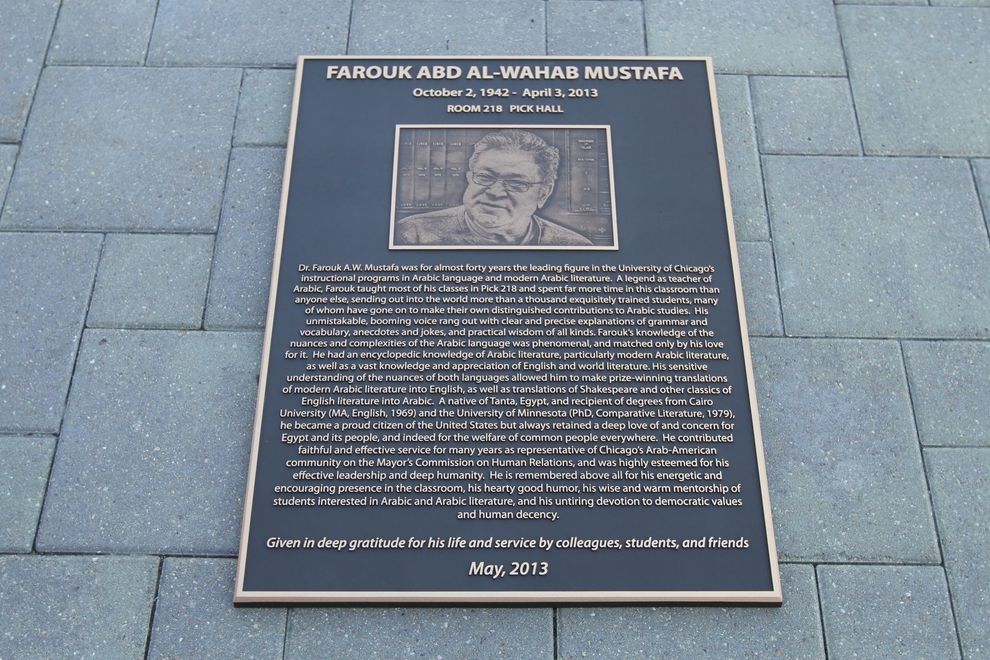 FAROUK ABD AL-WAHAB MUSTAFA
October 2, 1942 - April 3, 2013
ROOM 218 PICK HALL
Dr. Farouk A.W. Mustafa was for almost forty years the leading figure in the University of Chicago's
instructional programs in Arabic language and modern Arabic literature. A legend as teacher of
Arabic, Farouk taught most of his classes in Pick 218 and spent far more time in this classroom than
anyone else, sending out into the world more than a thousand exquisitely trained students, many
of whom have gone on to make their own distinguished contributions to Arabic studies. His
unmistakable, booming voice rang out with clear and precise explanations of grammar and
vocabulary, anecdotes and jokes, and practical wisdom of all kinds. Farouk's knowledge of the
nuances and complexities of the Arabic language was phenomenal, and matched only by his love
for it. He had an encyclopedic knowledge of Arabic literature, particularly modern Arabic literature,
as well as a vast knowledge and appreciation of English and world literature. His sensitive
understanding of the nuances of both languages allowed him to make prize-winning translations
of modern Arabic literature into English, as well as translations of Shakespeare and other classics of
English literature into Arabic. A native of Tanta, Egypt, and recipient of degrees from Cairo
University (MA, English, 1969) and the University of Minnesota (PhD, Comparative Literature, 1979),
he became a proud citizen of the United States but always retained a deep love of and concern for
Egypt and its people, and indeed for the welfare of common people everywhere. He contributed
faithful and effective service for many years as representative of Chicago's Arab-American
community on the Mayor's Commission on Human Relations, and was highly esteemed for his
effective leadership and deep humanity. He is remembered above all for his energetic and
encouraging presence in the classroom, his hearty good humor, his wise and warm mentorship of
students interested in Arabic and Arabic literature, and his untiring devotion to democratic values
and human decency.
Given in deep gratitude for his life and service by colleagues, students, and friends
May, 2013